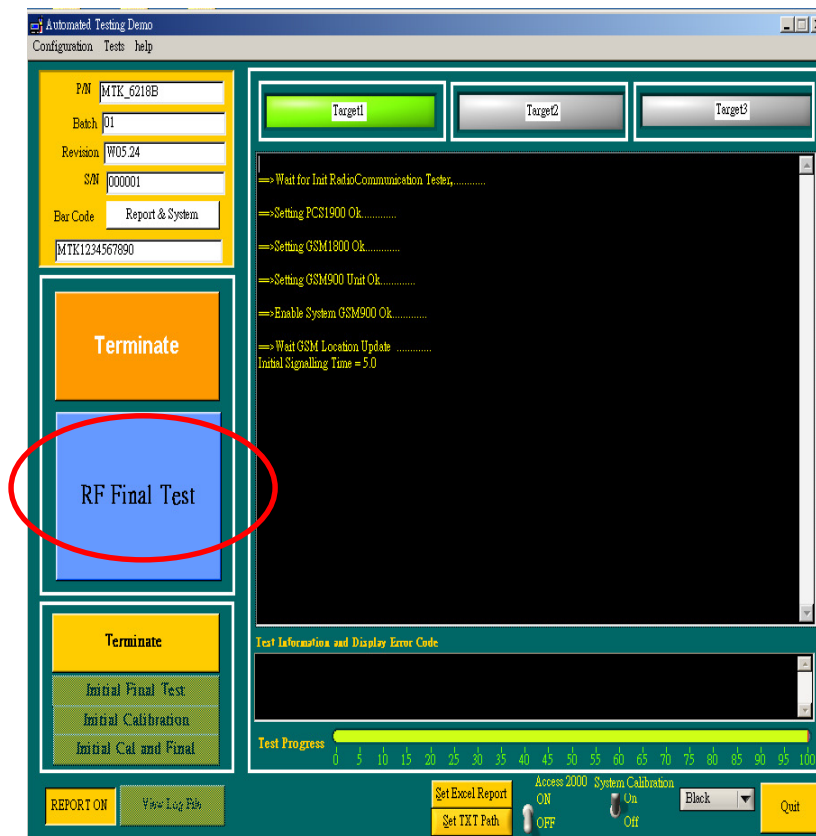 Automated Testing Demo
Configuration Tests help
P/N MTK_6218B
Batch 01
Revision W05.24
S/N 000001
Bar Code Report & System
MTK1234567890
Terminate
RF Final Test
Terminate
Initial Final Test
Initial Calibration
Initial Cal and Final
REPORT ON
View Log File
Target1
Target2
Target3
==>Wait for Init RadioCommunication Tester,............
==>Setting PCS1900 Ok.............
==>Setting GSM1800 Ok.............
==>Setting GSM900 Unit Ok.............
==>Enable System GSM900 Ok.............
==>Wait GSM Location Update .............
Initial Signalling Time = 5.0
Text Information and Display Error Code
Test Progress
0 5 10 15 20 25 30 35 40 45 50 55 60 65 70 75 80 85 90 95 100
Set Excel Report
Set TXT Path
Access 2000
ON
OFF
System Calibration
On
Off
Black
Quit